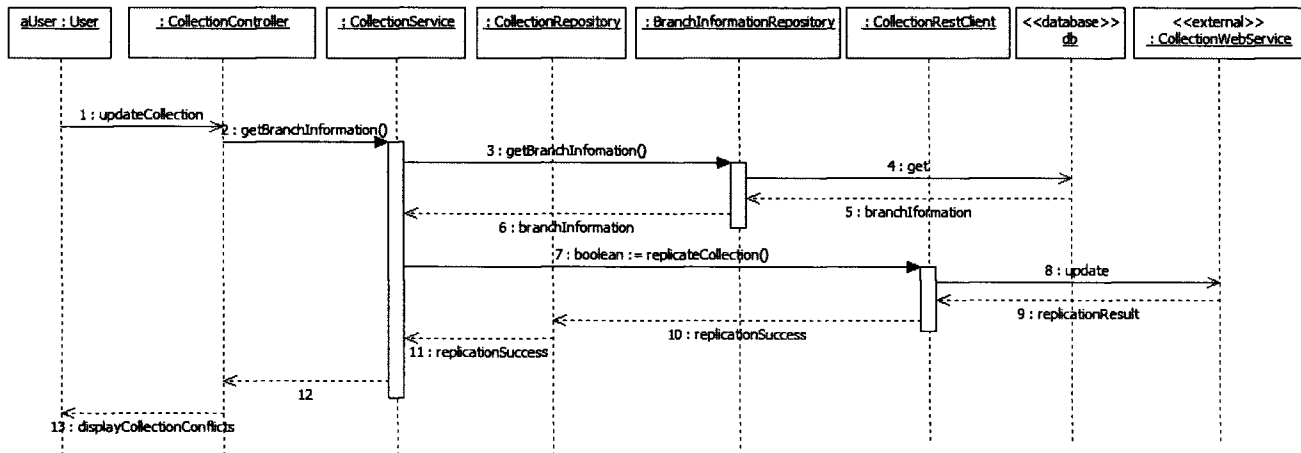 aUser : User
: CollectionController
: CollectionService
: CollectionRepository
: BranchInformationRepository
: CollectionRestClient
<<database>>
db
<<external>>
: CollectionWebService
1 : updateCollection
2 : getBranchInformation()
3 : getBranchInfomation()
4 : get
5 : branchIformation
6 : branchInformation
7 : boolean := replicateCollection()
8 : update
9 : replicationResult
10 : replicationSuccess
11 : replicationSuccess
12
13 : displayCollectionConflicts